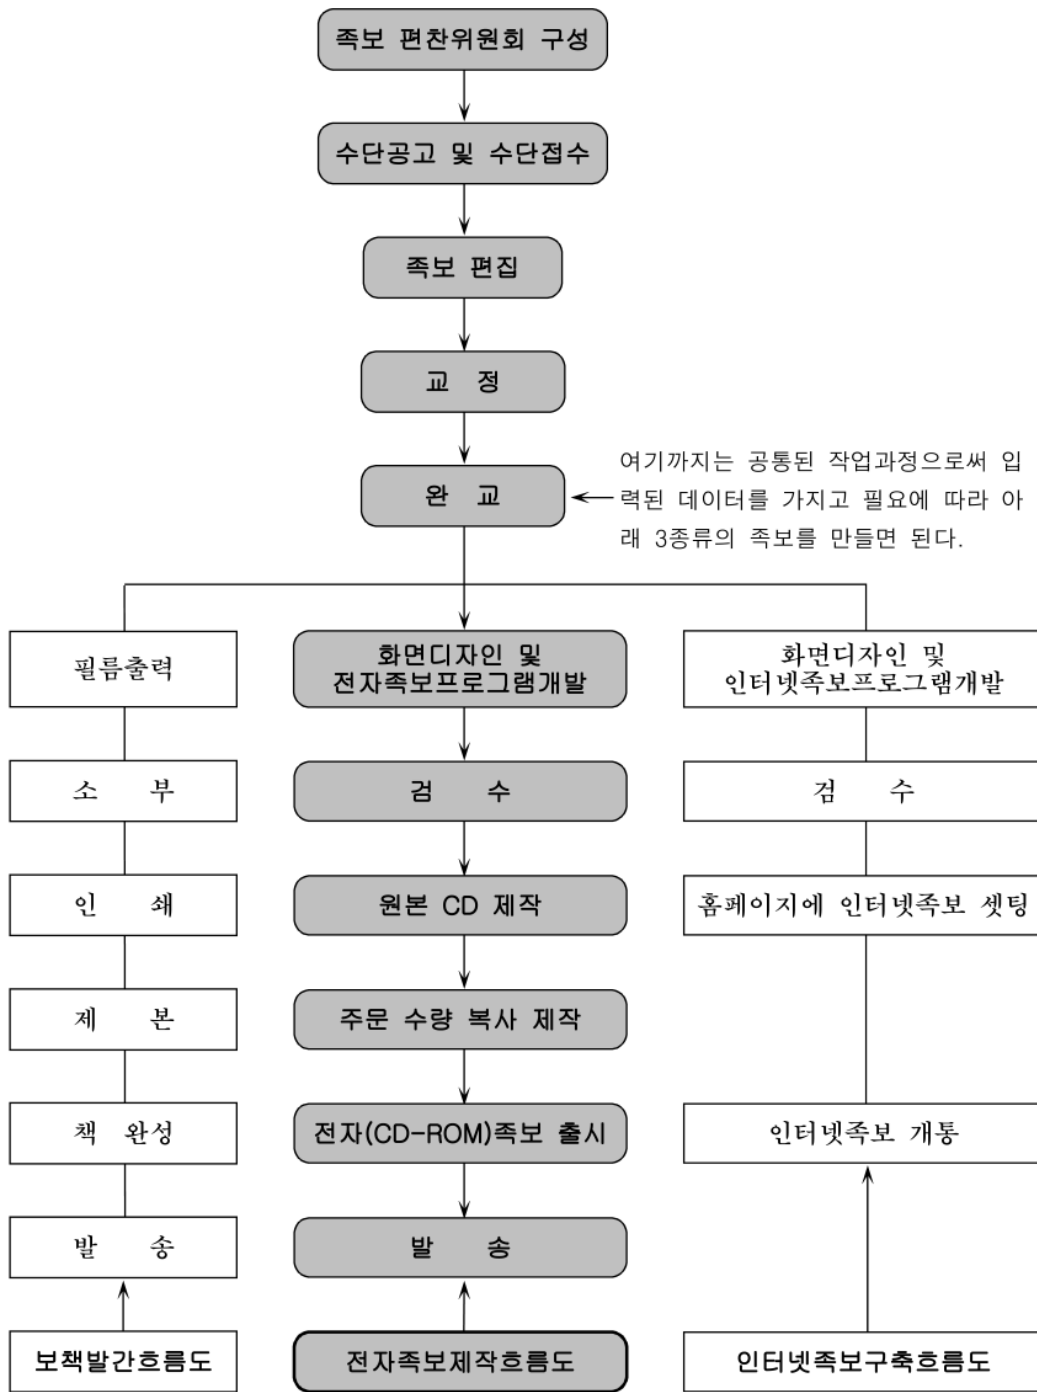 족보 편찬위원회 구성
수단공고 및 수단접수
족보 편집
교 정
완 교
여기까지는 공통된 작업과정으로써 입
력된 데이터를 가지고 필요에 따라 아
래 3종류의 족보를 만들면 된다.
필름출력
소 부
인 쇄
제 본
책 완성
발 송
보책발간흐름도
화면디자인 및
전자족보프로그램개발
검 수
원본 CD 제작
주문 수량 복사 제작
전자(CD-ROM)족보 출시
발 송
전자족보제작흐름도
화면디자인 및
인터넷족보프로그램개발
검 수
홈페이지에 인터넷족보 셋팅
인터넷족보 개통
인터넷족보구축흐름도